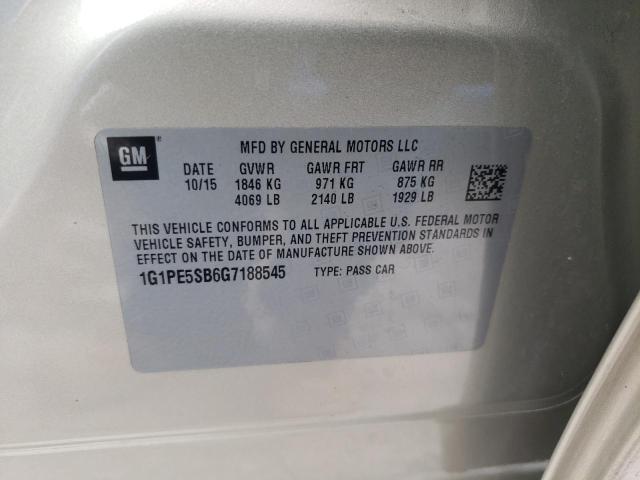 GM
MFD BY GENERAL MOTORS LLC
DATE GVWR GAWR FRT GAWR RR
10/15 1846 KG 971 KG 875 KG
4069 LB 2140 LB 1929 LB
THIS VEHICLE CONFORMS TO ALL APPLICABLE U.S. FEDERAL MOTOR
VEHICLE SAFETY, BUMPER, AND THEFT PREVENTION STANDARDS IN
EFFECT ON THE DATE OF MANUFACTURE SHOWN ABOVE.
1G1PE5SB6G7188545 TYPE: PASS CAR